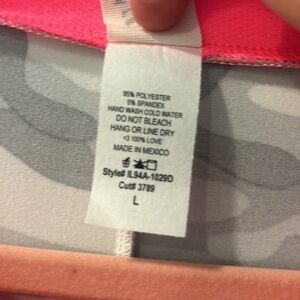 95% POLYESTER
5% SPANDEX
HAND WASH COLD WATER
DO NOT BLEACH
HANG OR LINE DRY
<3 100% LOVE
MADE IN MEXICO
Style# IL94A-1029D
Cut# 3789
L